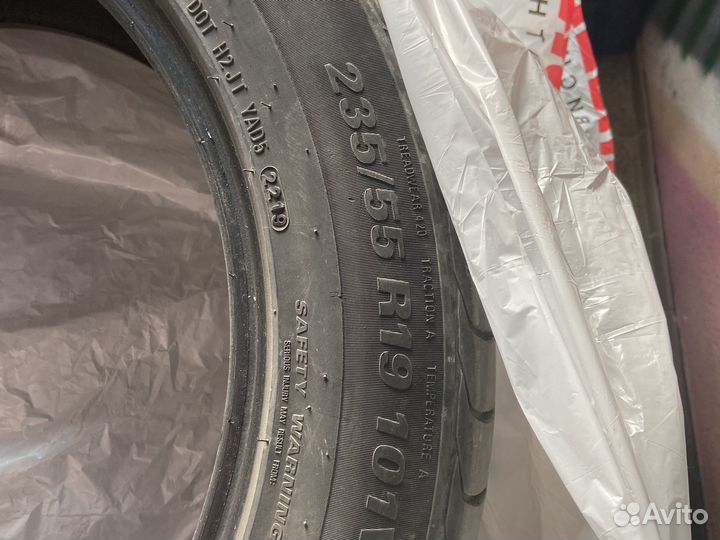 DOT H2JT YAD5 2219
235/55 R19 101
TREADWEAR 420 TRACTION A TEMPERATURE A
SAFETY WARNING
SERIOUS INJURY MAY RESULT FROM:
Avito